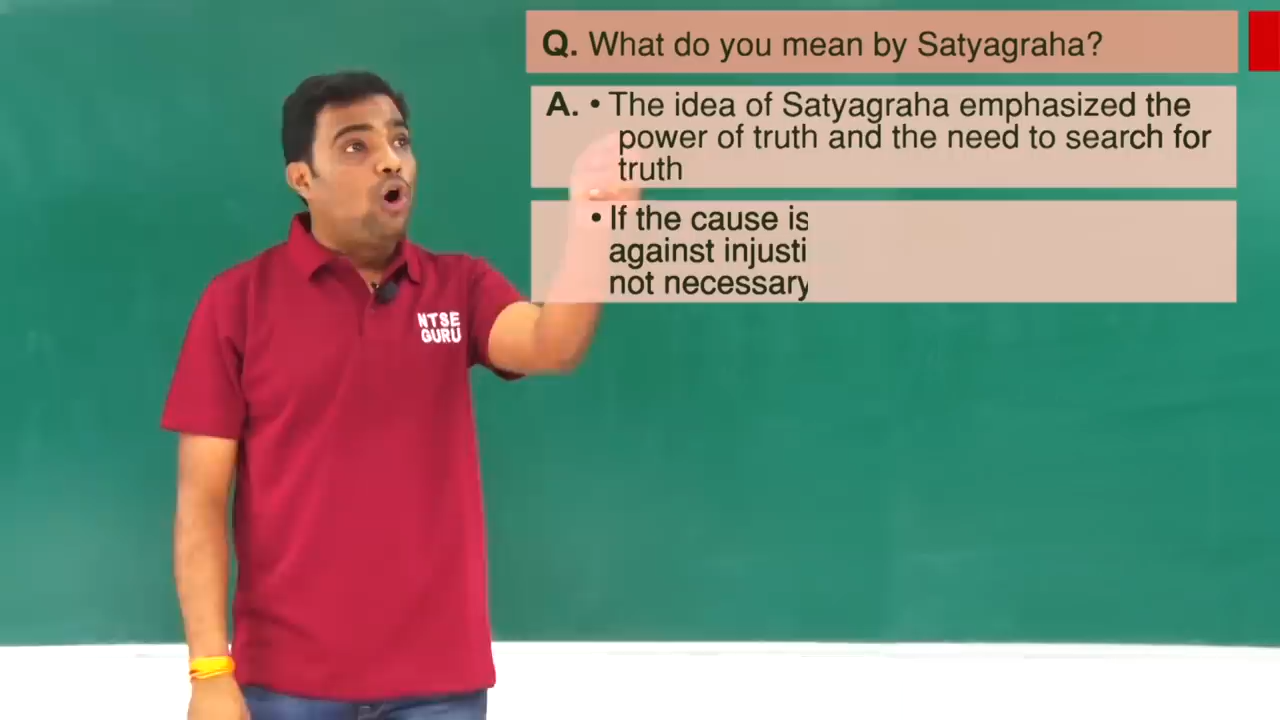 Q. What do you mean by Satyagraha?
A. • The idea of Satyagraha emphasized the
power of truth and the need to search for
truth
• If the cause is
against injusti
not necessary
NTSE
GURU